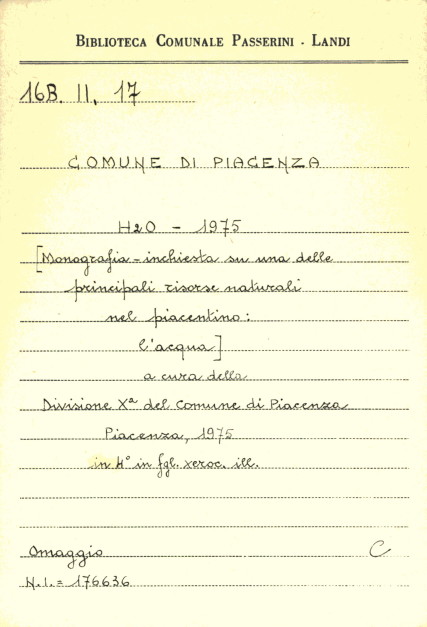 BIBLIOTECA COMUNALE PASSERINI - LANDI
16B. II, 17
COMUNE DI PIACENZA
H2O - 1975
[Monografia - inchiesta su una delle
principali risorse naturali
nel piacentino:
l'acqua]
a cura della
Divisione Xª del Comune di Piacenza
Piacenza, 1975
in 4° in fgl. xeroc. ill.
Omaggio C
N.I. = 176636